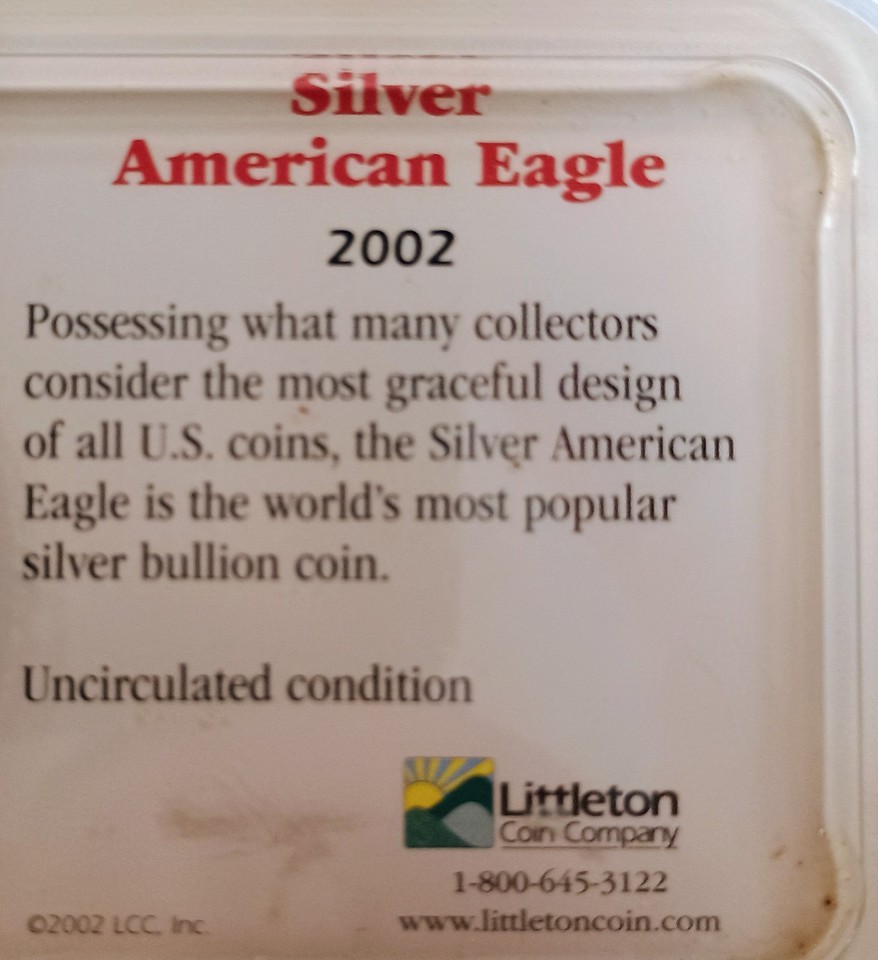 Silver
American Eagle
2002
Possessing what many collectors
consider the most graceful design
of all U.S. coins, the Silver American
Eagle is the world's most popular
silver bullion coin.
Uncirculated condition
Littleton
Coin Company
1-800-645-3122
©2002 LCC, Inc.
www.littletoncoin.com